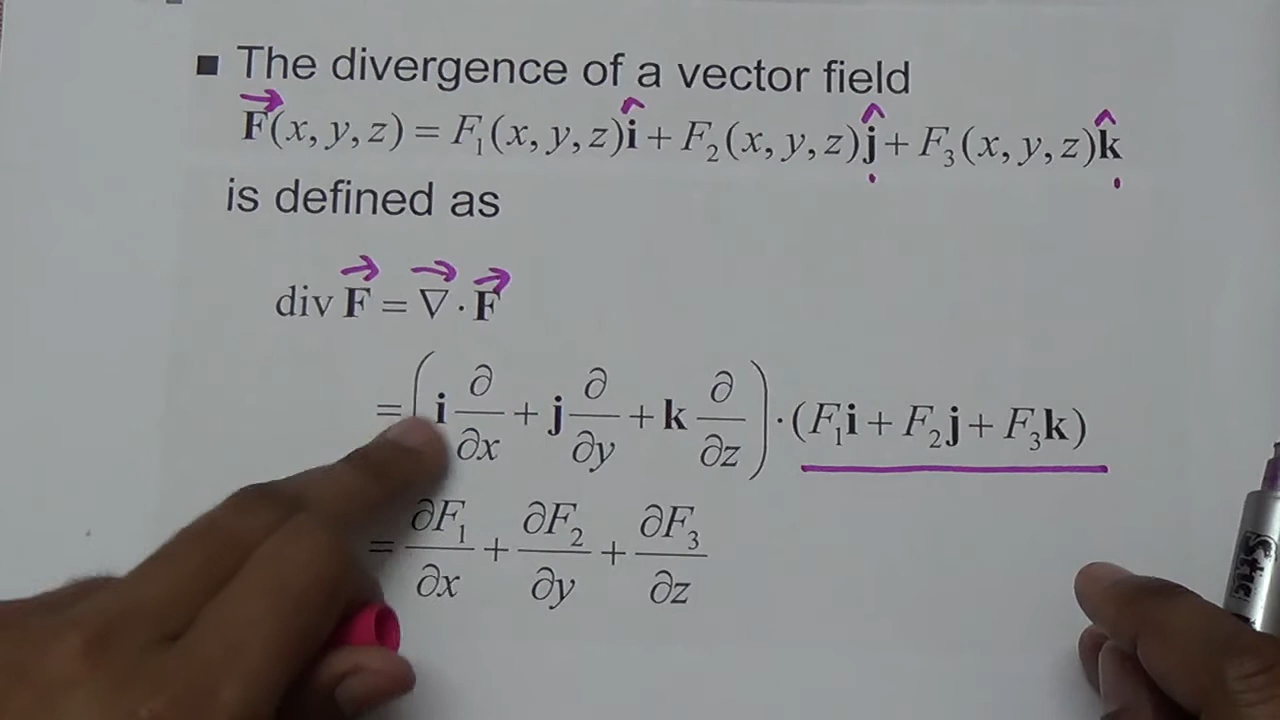 ■ The divergence of a vector field
F⃗(x, y, z) = F₁(x, y, z)î + F₂(x, y, z)ĵ + F₃(x, y, z)k̂
is defined as
div F⃗ = ∇⃗ · F⃗
= (i ∂/∂x + j ∂/∂y + k ∂/∂z) · (F₁i + F₂j + F₃k)
= ∂F₁/∂x + ∂F₂/∂y + ∂F₃/∂z